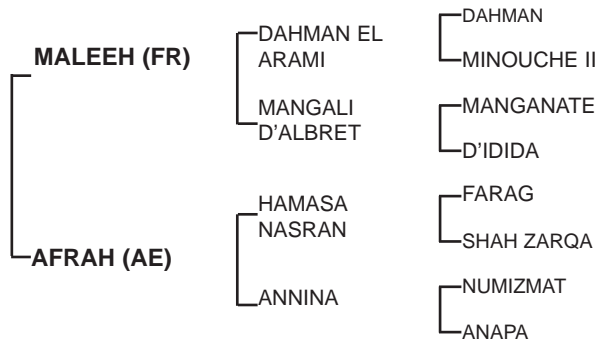 MALEEH (FR)
DAHMAN EL
ARAMI
DAHMAN
MINOUCHE II
MANGALI
D'ALBRET
MANGANATE
D'IDIDA
AFRAH (AE)
HAMASA
NASRAN
FARAG
SHAH ZARQA
ANNINA
NUMIZMAT
ANAPA